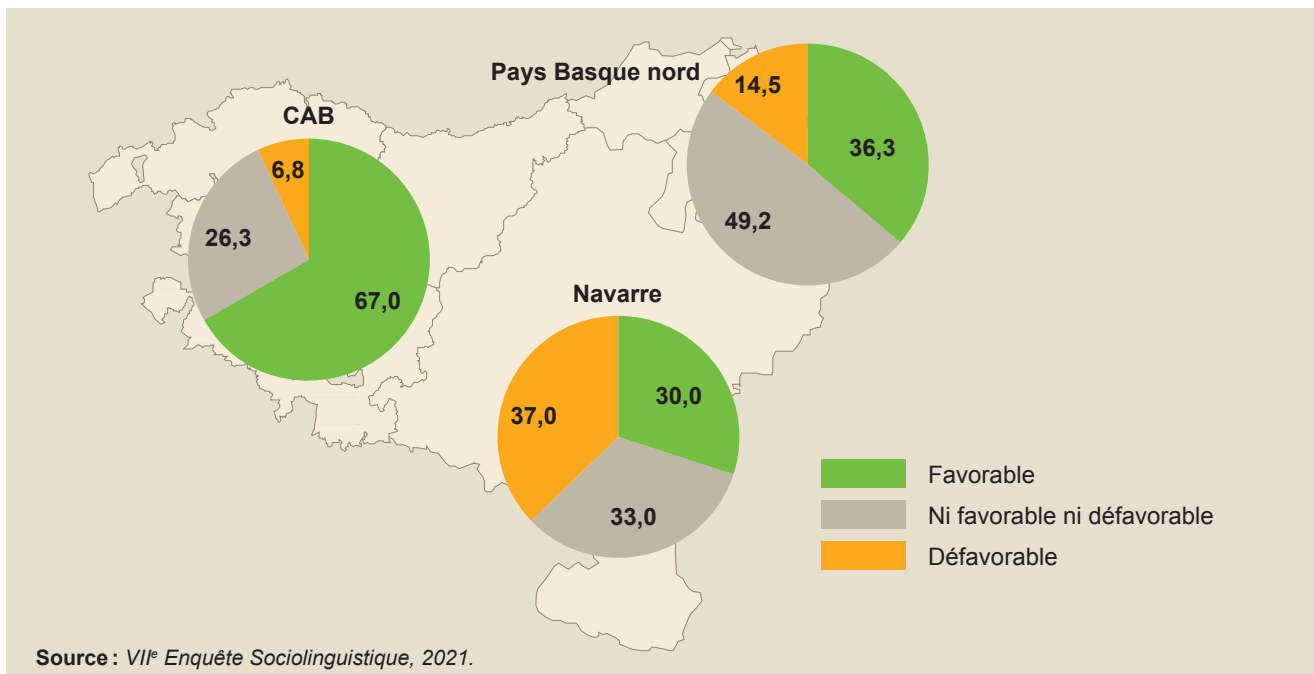 Pays Basque nord
14,5
36,3
49,2
CAB
6,8
26,3
67,0
Navarre
37,0
30,0
33,0
Favorable
Ni favorable ni défavorable
Défavorable
Source : VIIe Enquête Sociolinguistique, 2021.